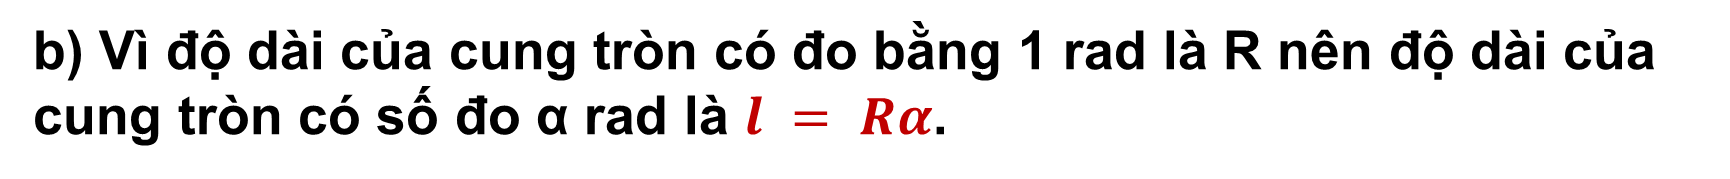 b) Vì độ dài của cung tròn có đo bằng 1 rad là R nên độ dài của
cung tròn có số đo α rad là l = Rα.